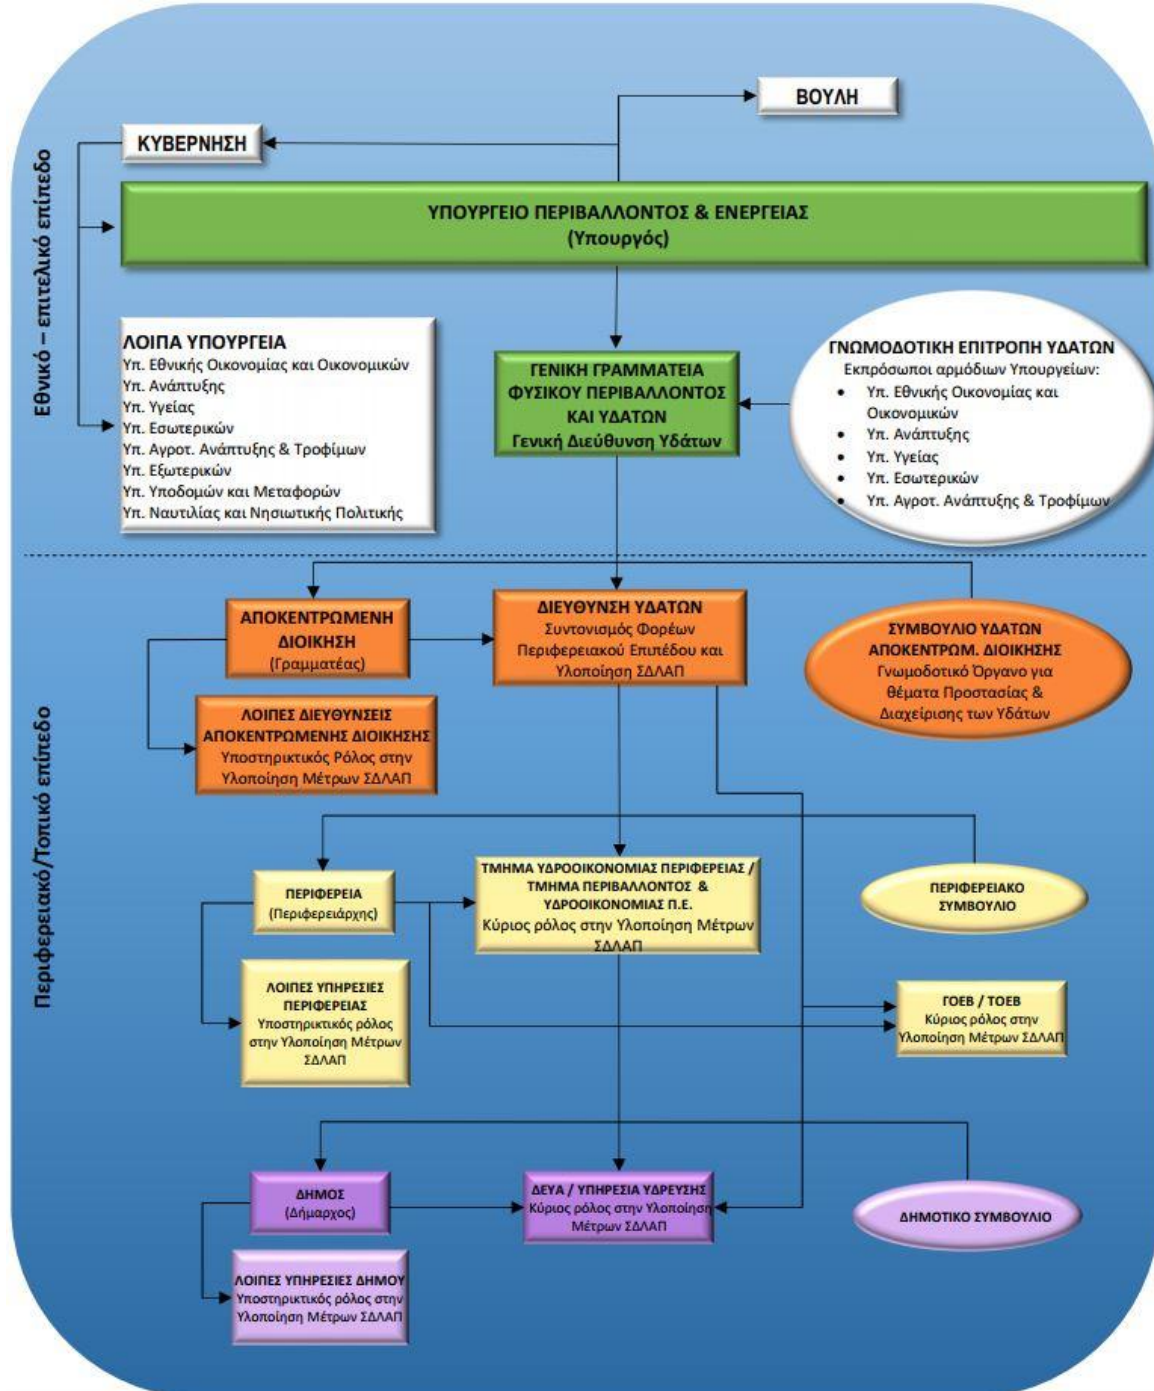 ΒΟΥΛΗ
ΚΥΒΕΡΝΗΣΗ
Εθνικό – επιτελικό επίπεδο
ΥΠΟΥΡΓΕΙΟ ΠΕΡΙΒΑΛΛΟΝΤΟΣ & ΕΝΕΡΓΕΙΑΣ
(Υπουργός)
ΛΟΙΠΑ ΥΠΟΥΡΓΕΙΑ
Υπ. Εθνικής Οικονομίας και Οικονομικών
Υπ. Ανάπτυξης
Υπ. Υγείας
Υπ. Εσωτερικών
Υπ. Αγροτ. Ανάπτυξης & Τροφίμων
Υπ. Εξωτερικών
Υπ. Υποδομών και Μεταφορών
Υπ. Ναυτιλίας και Νησιωτικής Πολιτικής
ΓΕΝΙΚΗ ΓΡΑΜΜΑΤΕΙΑ
ΦΥΣΙΚΟΥ ΠΕΡΙΒΑΛΛΟΝΤΟΣ
ΚΑΙ ΥΔΑΤΩΝ
Γενική Διεύθυνση Υδάτων
ΓΝΩΜΟΔΟΤΙΚΗ ΕΠΙΤΡΟΠΗ ΥΔΑΤΩΝ
Εκπρόσωποι αρμόδιων Υπουργείων:
• Υπ. Εθνικής Οικονομίας και
Οικονομικών
• Υπ. Ανάπτυξης
• Υπ. Υγείας
• Υπ. Εσωτερικών
• Υπ. Αγροτ. Ανάπτυξης & Τροφίμων
Περιφερειακό/Τοπικό επίπεδο
ΑΠΟΚΕΝΤΡΩΜΕΝΗ
ΔΙΟΙΚΗΣΗ
(Γραμματέας)
ΔΙΕΥΘΥΝΣΗ ΥΔΑΤΩΝ
Συντονισμός Φορέων
Περιφερειακού Επιπέδου και
Υλοποίηση ΣΔΛΑΠ
ΣΥΜΒΟΥΛΙΟ ΥΔΑΤΩΝ
ΑΠΟΚΕΝΤΡΩΜ. ΔΙΟΙΚΗΣΗΣ
Γνωμοδοτικό Όργανο για
θέματα Προστασίας &
Διαχείρισης των Υδάτων
ΛΟΙΠΕΣ ΔΙΕΥΘΥΝΣΕΙΣ
ΑΠΟΚΕΝΤΡΩΜΕΝΗΣ ΔΙΟΙΚΗΣΗΣ
Υποστηρικτικός Ρόλος στην
Υλοποίηση Μέτρων ΣΔΛΑΠ
ΠΕΡΙΦΕΡΕΙΑ
(Περιφερειάρχης)
ΤΜΗΜΑ ΥΔΡΟΟΙΚΟΝΟΜΙΑΣ ΠΕΡΙΦΕΡΕΙΑΣ /
ΤΜΗΜΑ ΠΕΡΙΒΑΛΛΟΝΤΟΣ &
ΥΔΡΟΟΙΚΟΝΟΜΙΑΣ Π.Ε.
Κύριος ρόλος στην Υλοποίηση Μέτρων
ΣΔΛΑΠ
ΠΕΡΙΦΕΡΕΙΑΚΟ
ΣΥΜΒΟΥΛΙΟ
ΛΟΙΠΕΣ ΥΠΗΡΕΣΙΕΣ
ΠΕΡΙΦΕΡΕΙΑΣ
Υποστηρικτικός ρόλος
στην Υλοποίηση Μέτρων
ΣΔΛΑΠ
ΓΟΕΒ / ΤΟΕΒ
Κύριος ρόλος στην
Υλοποίηση Μέτρων ΣΔΛΑΠ
ΔΗΜΟΣ
(Δήμαρχος)
ΔΕΥΑ / ΥΠΗΡΕΣΙΑ ΥΔΡΕΥΣΗΣ
Κύριος ρόλος στην Υλοποίηση
Μέτρων ΣΔΛΑΠ
ΔΗΜΟΤΙΚΟ ΣΥΜΒΟΥΛΙΟ
ΛΟΙΠΕΣ ΥΠΗΡΕΣΙΕΣ ΔΗΜΟΥ
Υποστηρικτικός ρόλος στην
Υλοποίηση Μέτρων ΣΔΛΑΠ